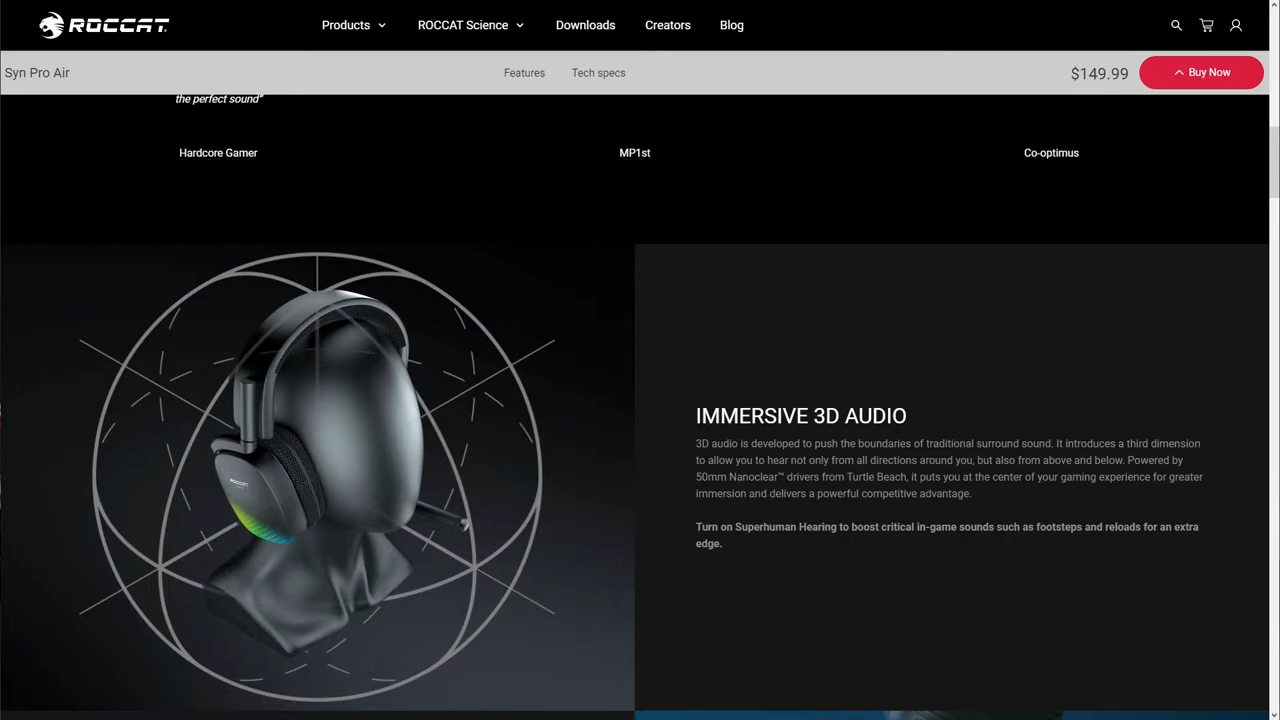 ROCCAT
Products
ROCCAT Science
Downloads
Creators
Blog
Syn Pro Air
Features
Tech specs
$149.99
Buy Now
the perfect sound"
Hardcore Gamer
MP1st
Co-optimus
ROCCAT
IMMERSIVE 3D AUDIO
3D audio is developed to push the boundaries of traditional surround sound. It introduces a third dimension
to allow you to hear not only from all directions around you, but also from above and below. Powered by
50mm Nanoclear™ drivers from Turtle Beach, it puts you at the center of your gaming experience for greater
immersion and delivers a powerful competitive advantage.
Turn on Superhuman Hearing to boost critical in-game sounds such as footsteps and reloads for an extra
edge.